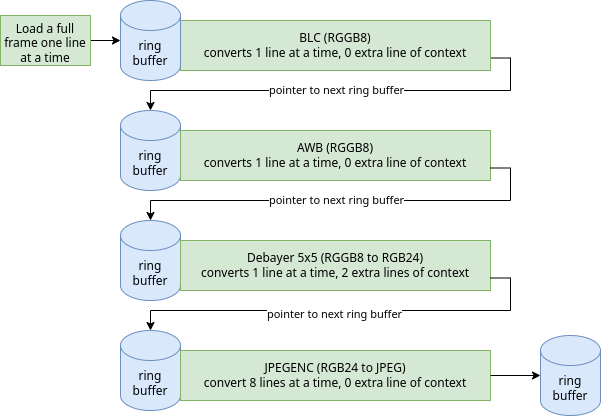 Load a full
frame one line
at a time
ring
buffer
BLC (RGGB8)
converts 1 line at a time, 0 extra line of context
pointer to next ring buffer
ring
buffer
AWB (RGGB8)
converts 1 line at a time, 0 extra line of context
pointer to next ring buffer
ring
buffer
Debayer 5x5 (RGGB8 to RGB24)
converts 1 line at a time, 2 extra lines of context
pointer to next ring buffer
ring
buffer
JPEGENC (RGB24 to JPEG)
convert 8 lines at a time, 0 extra line of context
ring
buffer